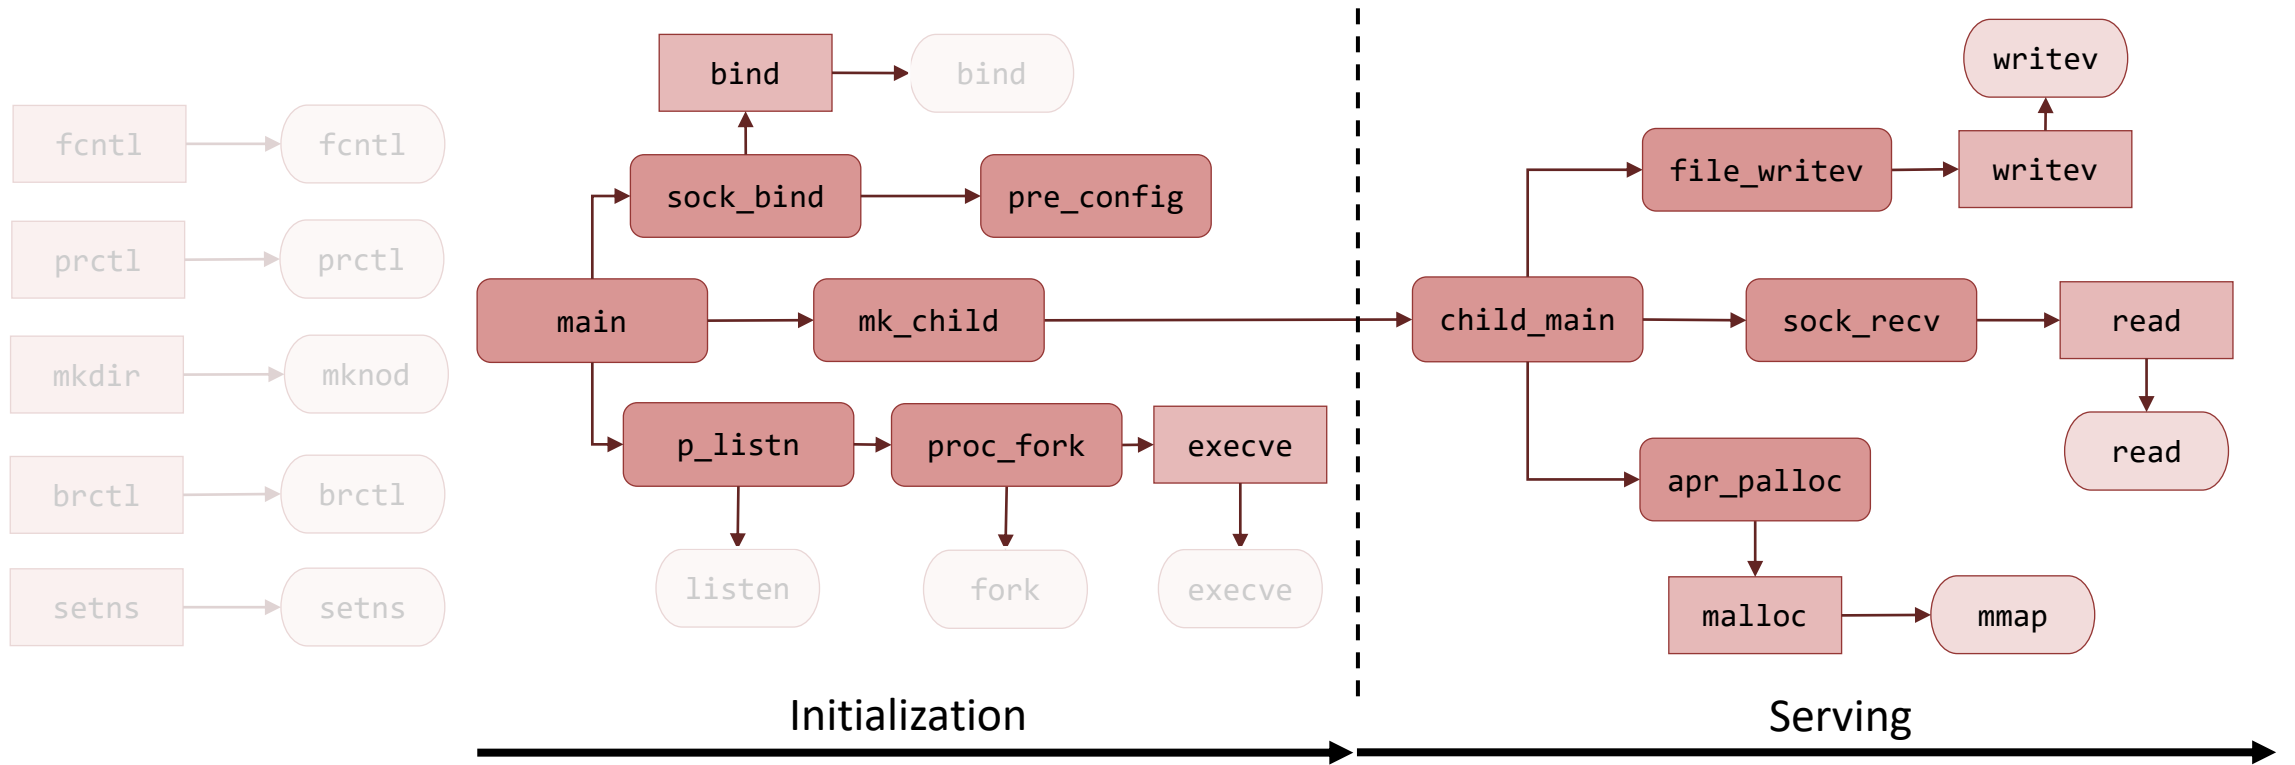 fcntl
fcntl
prctl
prctl
mkdir
mknod
brctl
brctl
setns
setns
bind
bind
sock_bind
pre_config
main
mk_child
p_listn
proc_fork
execve
listen
fork
execve
writev
file_writev
writev
child_main
sock_recv
read
read
apr_palloc
malloc
mmap
Initialization
Serving